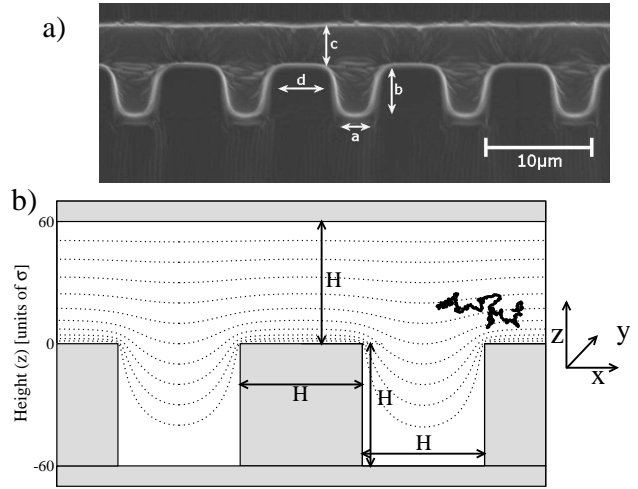 a)
c
d
b
a
10μm
b)
60
H
Height (z) [units of σ]
0
H
H
H
-60
z
y
x